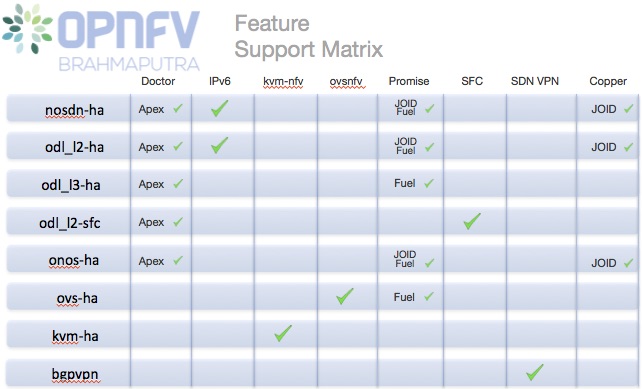 OPNFV
BRAHMAPUTRA
Feature
Support Matrix
Doctor IPv6 kvm-nfv ovsnfv Promise SFC SDN VPN Copper
nosdn-ha Apex JOID JOID
Fuel
odl_l2-ha Apex JOID JOID
Fuel
odl_l3-ha Apex Fuel
odl_l2-sfc Apex
onos-ha Apex JOID JOID
Fuel
ovs-ha Fuel
kvm-ha
bgpvpn